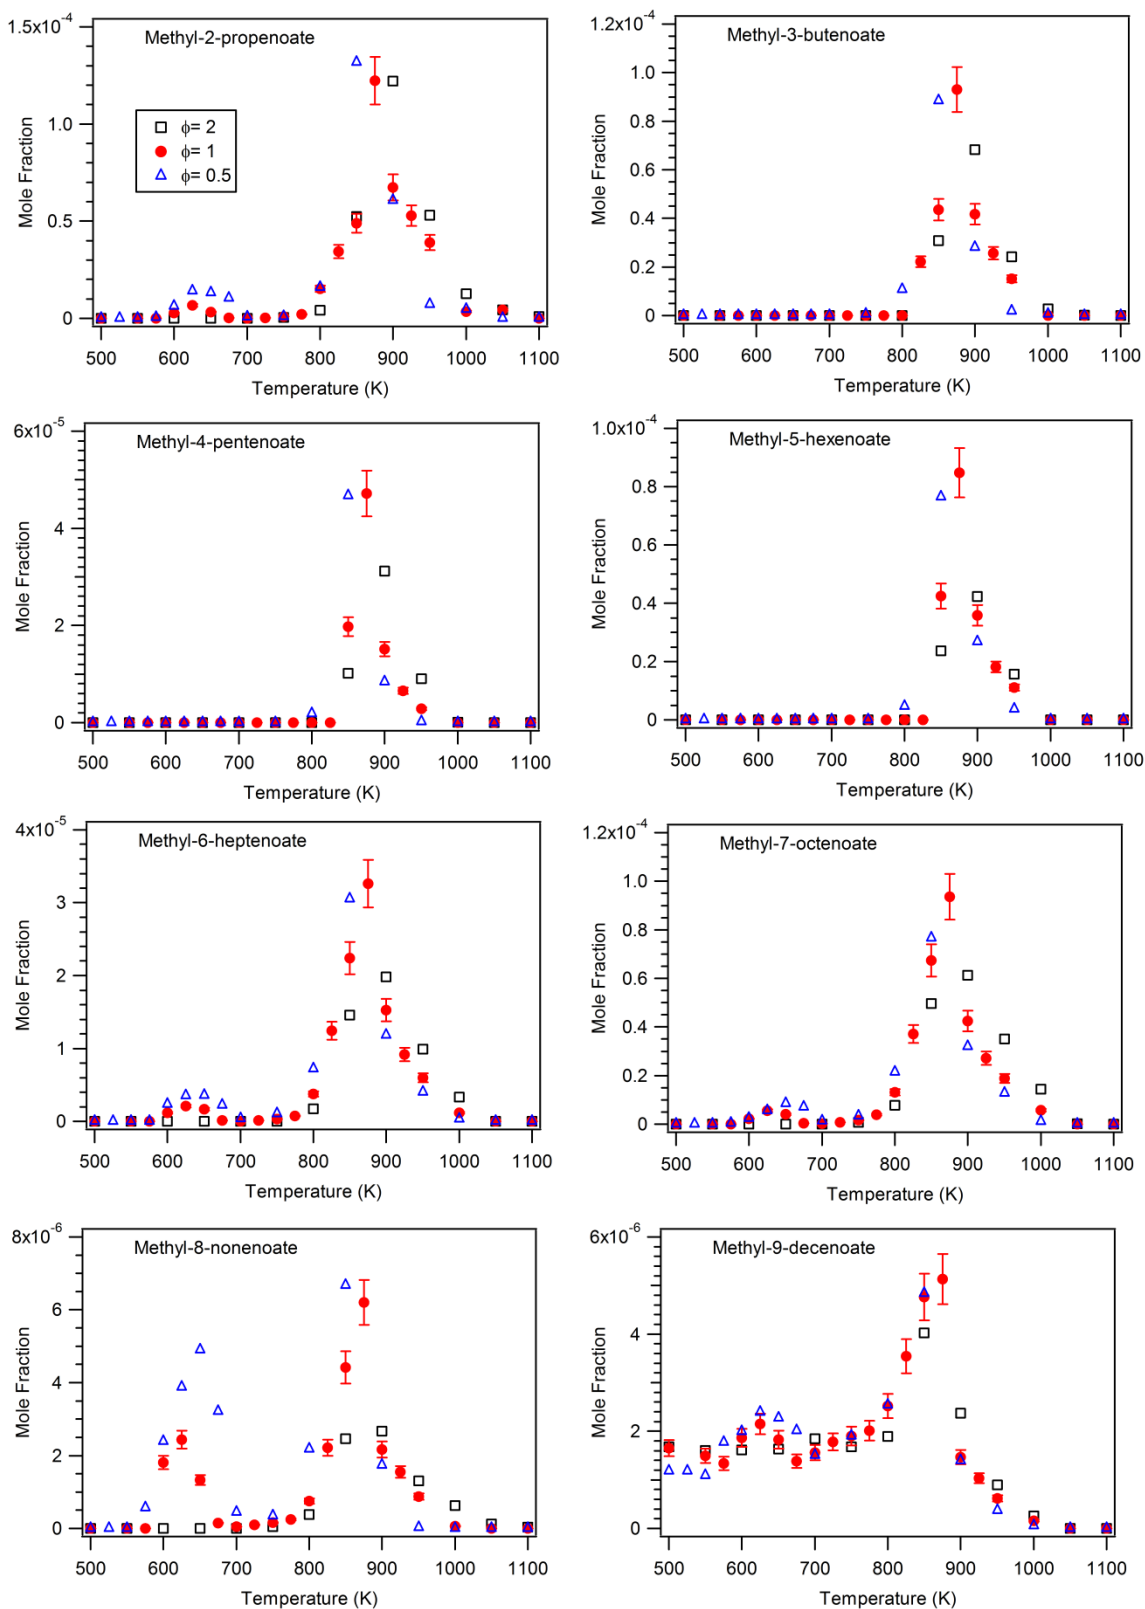 Methyl-2-propenoate
1.5x10⁻⁴
1.0
0.5
0
Mole Fraction
ϕ= 2
ϕ= 1
ϕ= 0.5
500 600 700 800 900 1000 1100
Temperature (K)
Methyl-3-butenoate
1.2x10⁻⁴
1.0
0.8
0.6
0.4
0.2
0
Mole Fraction
500 600 700 800 900 1000 1100
Temperature (K)
Methyl-4-pentenoate
6x10⁻⁵
4
2
0
Mole Fraction
500 600 700 800 900 1000 1100
Temperature (K)
Methyl-5-hexenoate
1.0x10⁻⁴
0.8
0.6
0.4
0.2
0
Mole Fraction
500 600 700 800 900 1000 1100
Temperature (K)
Methyl-6-heptenoate
4x10⁻⁵
3
2
1
0
Mole Fraction
500 600 700 800 900 1000 1100
Temperature (K)
Methyl-7-octenoate
1.2x10⁻⁴
1.0
0.8
0.6
0.4
0.2
0
Mole Fraction
500 600 700 800 900 1000 1100
Temperature (K)
Methyl-8-nonenoate
8x10⁻⁶
6
4
2
0
Mole Fraction
500 600 700 800 900 1000 1100
Temperature (K)
Methyl-9-decenoate
6x10⁻⁶
4
2
0
Mole Fraction
500 600 700 800 900 1000 1100
Temperature (K)